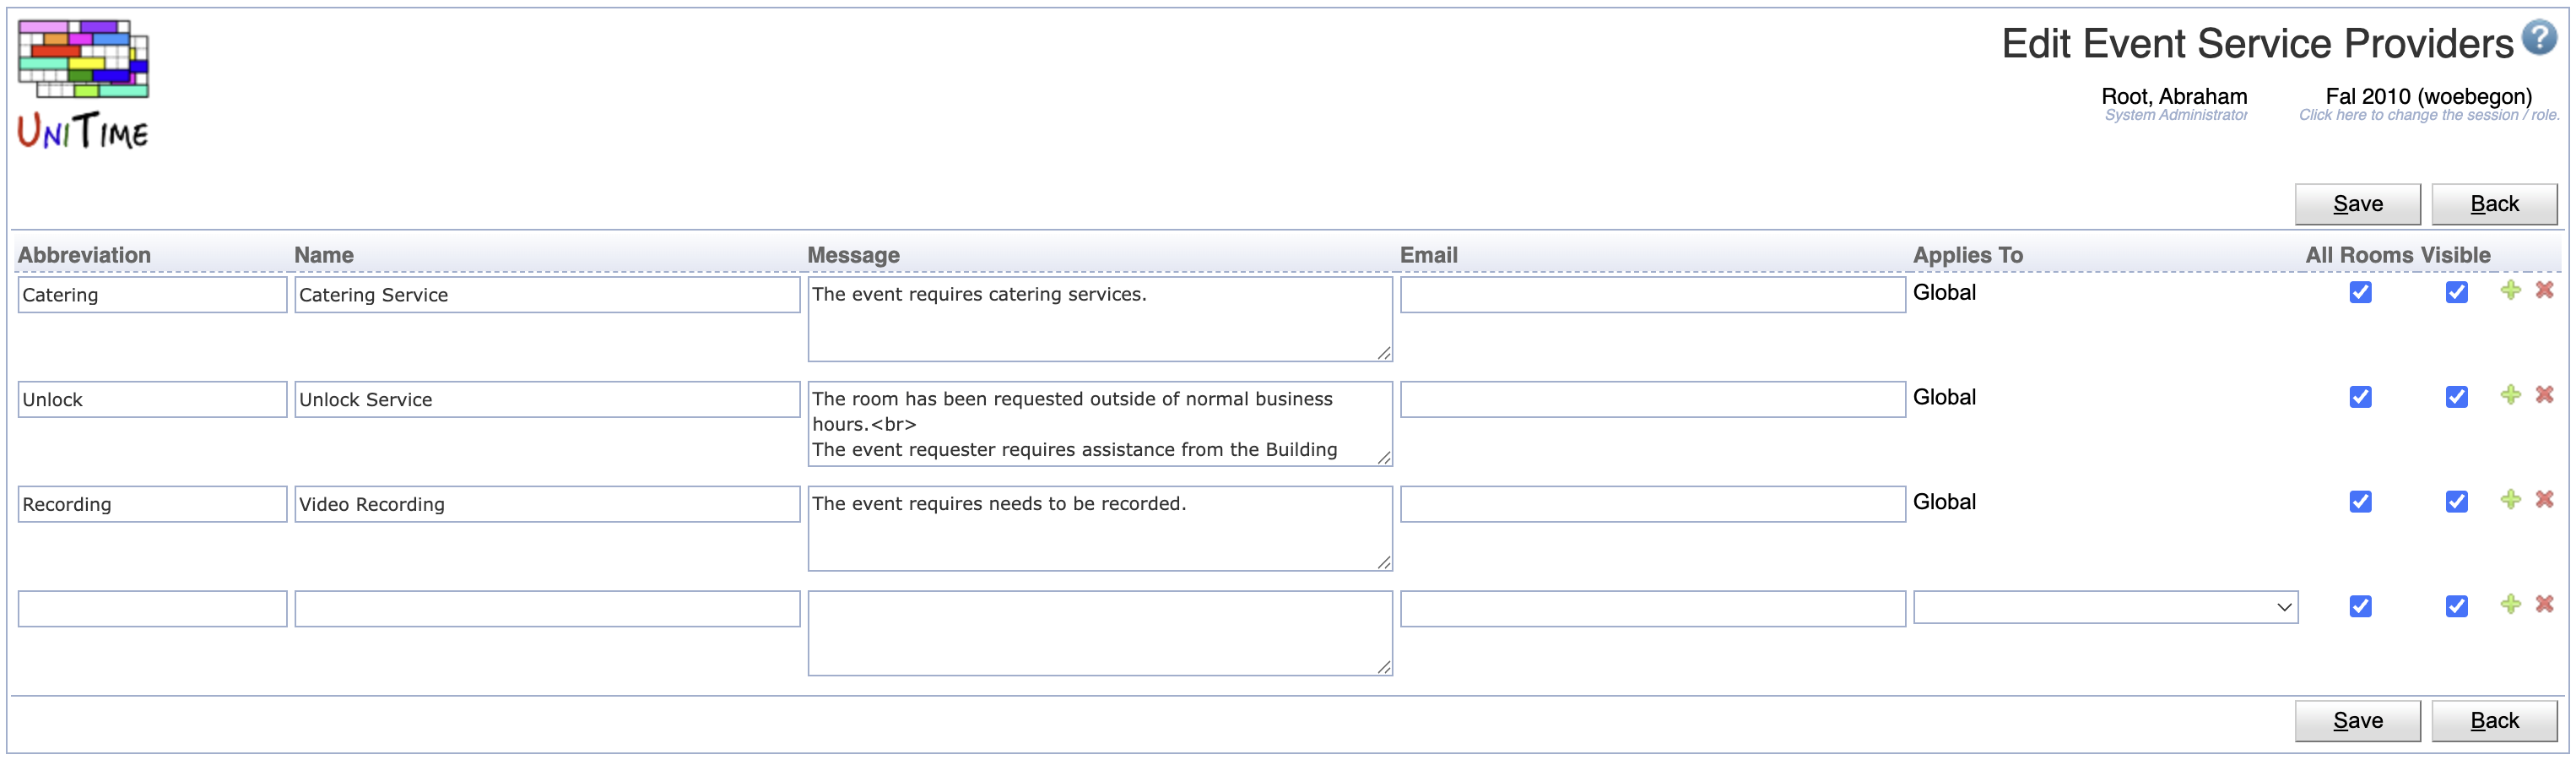 UniTime
Edit Event Service Providers ?
Root, Abraham
System Administrator
Fal 2010 (woebegon)
Click here to change the session / role.
Save Back
Abbreviation Name Message Email Applies To All Rooms Visible
Catering Catering Service The event requires catering services. Global
Unlock Unlock Service The room has been requested outside of normal business Global
hours.<br>
The event requester requires assistance from the Building
Recording Video Recording The event requires needs to be recorded. Global
Save Back